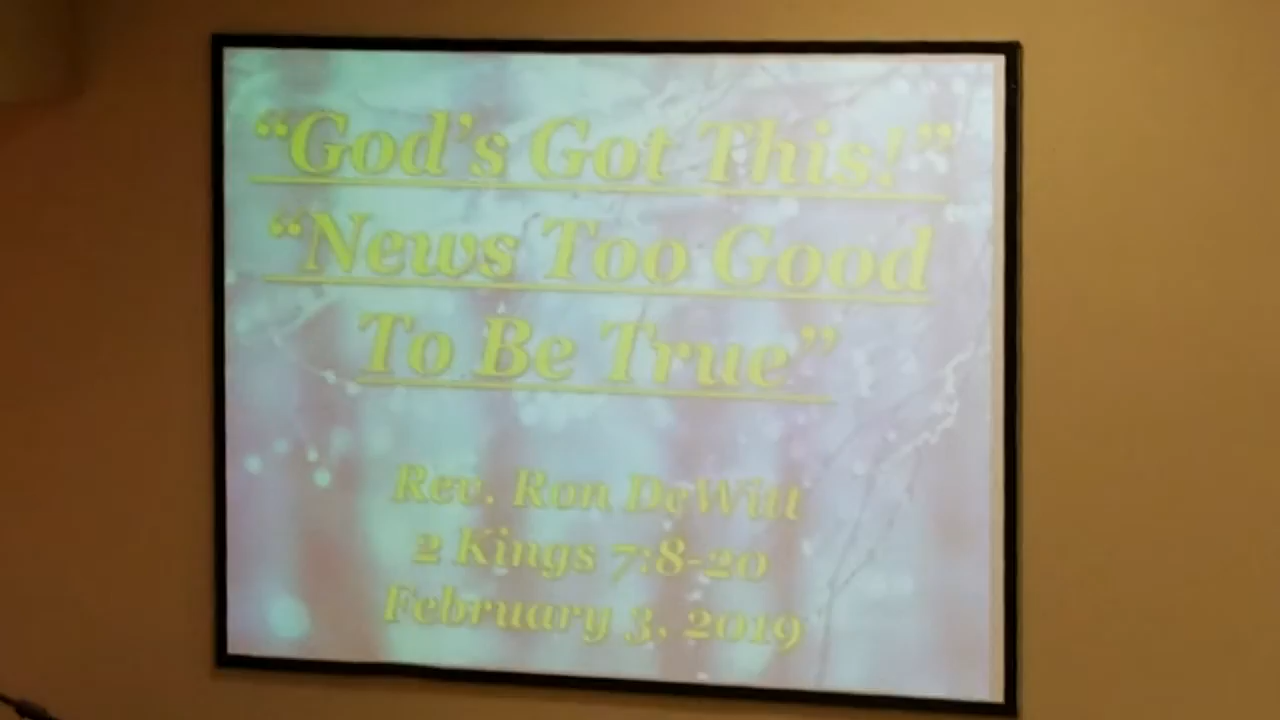 “God’s Got This!”
“News Too Good
To Be True”
Rev. Ron DeWitt
2 Kings 7:8-20
February 3, 2019